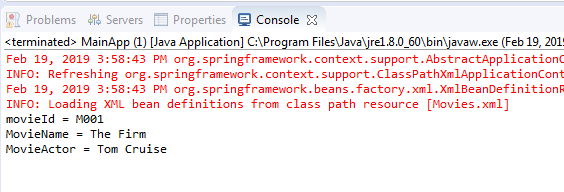 Problems Servers Properties Console
<terminated> MainApp (1) [Java Application] C:\Program Files\Java\jre1.8.0_60\bin\javaw.exe (Feb 19, 2019
Feb 19, 2019 3:58:43 PM org.springframework.context.support.AbstractApplicationC
INFO: Refreshing org.springframework.context.support.ClassPathXmlApplicationCont
Feb 19, 2019 3:58:43 PM org.springframework.beans.factory.xml.XmlBeanDefinitionR
INFO: Loading XML bean definitions from class path resource [Movies.xml]
movieId = M001
MovieName = The Firm
MovieActor = Tom Cruise